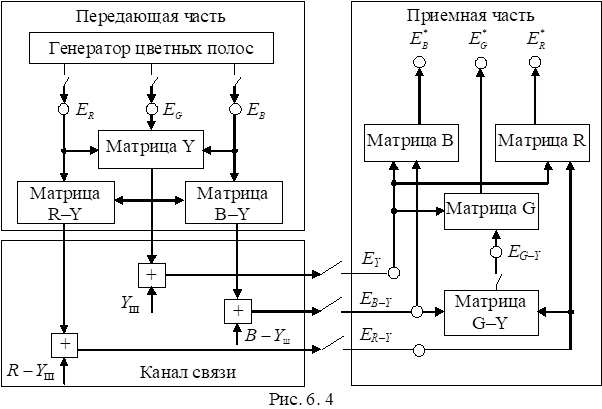 Передающая часть
Генератор цветных полос
E_R
E_G
E_B
Матрица Y
Матрица R–Y
Матрица B–Y
+
Y_Ш
+
B – Y_ш
+
R – Y_Ш
Канал связи
Приемная часть
E*_B
E*_G
E*_R
Матрица B
Матрица R
Матрица G
E_G–Y
Матрица G–Y
E_Y
E_B–Y
E_R–Y
Рис. 6. 4